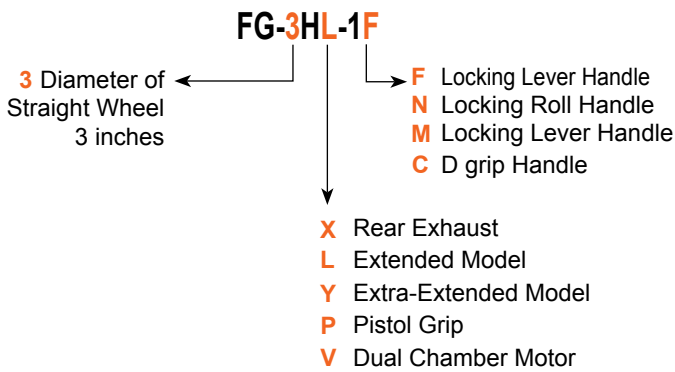 FG-3HL-1F
3 Diameter of
Straight Wheel
3 inches
F Locking Lever Handle
N Locking Roll Handle
M Locking Lever Handle
C D grip Handle
X Rear Exhaust
L Extended Model
Y Extra-Extended Model
P Pistol Grip
V Dual Chamber Motor